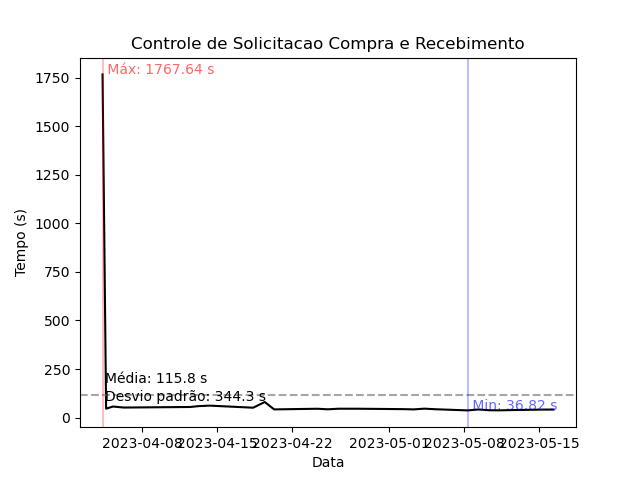 Controle de Solicitacao Compra e Recebimento
Máx: 1767.64 s
1750
1500
1250
1000
750
500
250
0
Tempo (s)
Média: 115.8 s
Desvio padrão: 344.3 s
Min: 36.82 s
2023-04-08
2023-04-15
2023-04-22
2023-05-01
2023-05-08
2023-05-15
Data